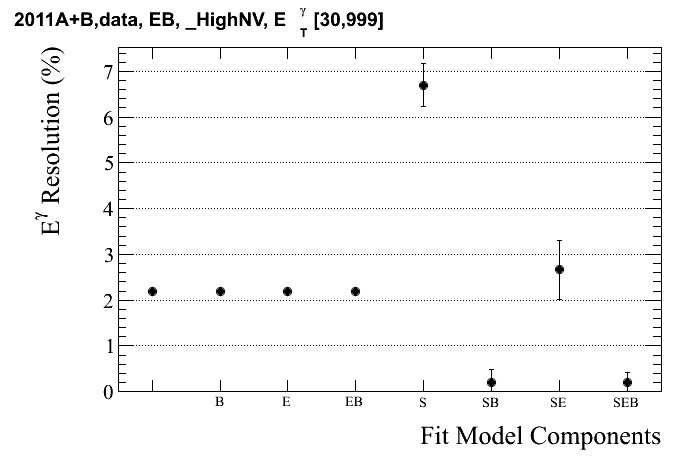 2011A+B,data, EB, _HighNV, E γ T [30,999]
Eγ Resolution (%)
7
6
5
4
3
2
1
0
B E EB S SB SE SEB
Fit Model Components